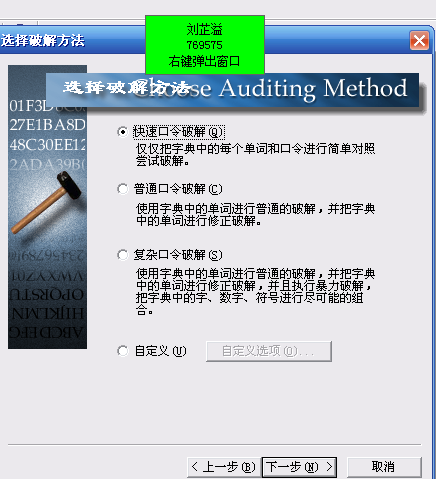 刘芷溢
769575
右键弹出窗口
选择破解方法
选择破解方法
Choose Auditing Method
27E1BA8D
48C30EE12
2ADA39B0
快速口令破解(Q)
仅仅把字典中的每个单词和口令进行简单对照
尝试破解。
普通口令破解(C)
使用字典中的单词进行普通的破解,并把字典
中的单词进行修正破解。
复杂口令破解(S)
使用字典中的单词进行普通的破解,并把字典
中的单词进行修正破解,并且执行暴力破解,
把字典中的字、数字、符号进行尽可能的组
合。
自定义(U)
自定义选项(O)...
ABCDEFG
HIJKLMN
OPQRSTU
VWXYZ01
23456789
< 上一步(B)
下一步(N) >
取消